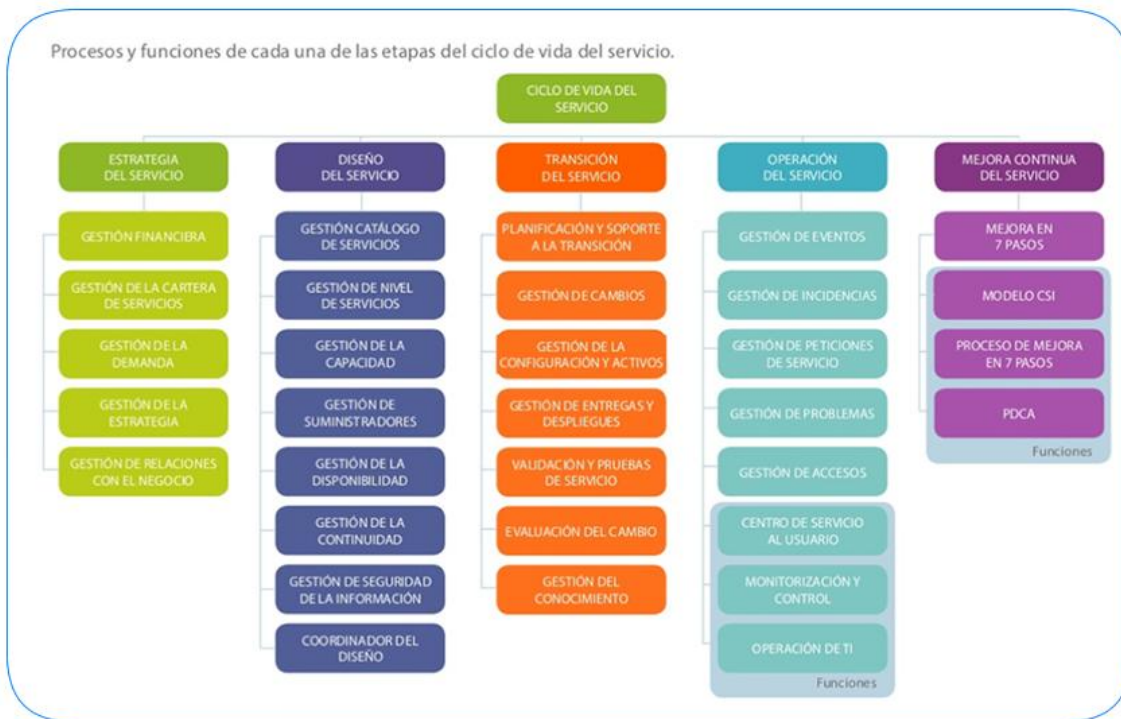 Procesos y funciones de cada una de las etapas del ciclo de vida del servicio.
CICLO DE VIDA DEL
SERVICIO
ESTRATEGIA
DEL SERVICIO
GESTIÓN FINANCIERA
GESTIÓN DE LA CARTERA
DE SERVICIOS
GESTIÓN DE LA
DEMANDA
GESTIÓN DE LA
ESTRATEGIA
GESTIÓN DE RELACIONES
CON EL NEGOCIO
DISEÑO
DEL SERVICIO
GESTIÓN CATÁLOGO
DE SERVICIOS
GESTIÓN DE NIVEL
DE SERVICIOS
GESTIÓN DE LA
CAPACIDAD
GESTIÓN DE
SUMINISTRADORES
GESTIÓN DE LA
DISPONIBILIDAD
GESTIÓN DE LA
CONTINUIDAD
GESTIÓN DE SEGURIDAD
DE LA INFORMACIÓN
COORDINADOR DEL
DISEÑO
TRANSICIÓN
DEL SERVICIO
PLANIFICACIÓN Y SOPORTE
A LA TRANSICIÓN
GESTIÓN DE CAMBIOS
GESTIÓN DE LA
CONFIGURACIÓN Y ACTIVOS
GESTIÓN DE ENTREGAS Y
DESPLIEGUES
VALIDACIÓN Y PRUEBAS
DE SERVICIO
EVALUACIÓN DEL CAMBIO
GESTIÓN DEL
CONOCIMIENTO
OPERACIÓN
DEL SERVICIO
GESTIÓN DE EVENTOS
GESTIÓN DE INCIDENCIAS
GESTIÓN DE PETICIONES
DE SERVICIO
GESTIÓN DE PROBLEMAS
GESTIÓN DE ACCESOS
CENTRO DE SERVICIO
AL USUARIO
MONITORIZACIÓN Y
CONTROL
OPERACIÓN DE TI
Funciones
MEJORA CONTINUA
DEL SERVICIO
MEJORA EN
7 PASOS
MODELO CSI
PROCESO DE MEJORA
EN 7 PASOS
PDCA
Funciones